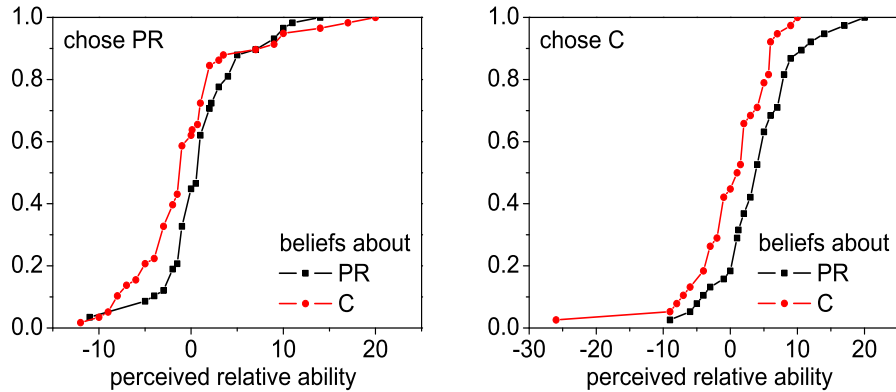 chose PR
1.0
0.8
0.6
0.4
0.2
0.0
beliefs about
PR
C
-10 0 10 20
perceived relative ability
chose C
1.0
0.8
0.6
0.4
0.2
0.0
beliefs about
PR
C
-30 -20 -10 0 10 20
perceived relative ability